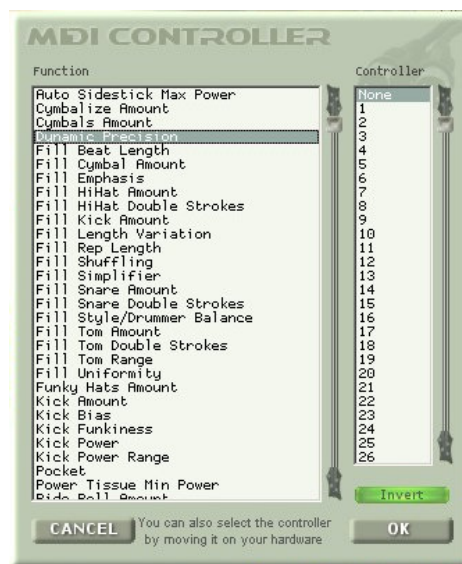 MIDI CONTROLLER
Function
Controller
Auto Sidestick Max Power
Cymbalize Amount
Cymbals Amount
Dynamic Precision
Fill Beat Length
Fill Cymbal Amount
Fill Emphasis
Fill HiHat Amount
Fill HiHat Double Strokes
Fill Kick Amount
Fill Length Variation
Fill Rep Length
Fill Shuffling
Fill Simplifier
Fill Snare Amount
Fill Snare Double Strokes
Fill Style/Drummer Balance
Fill Tom Amount
Fill Tom Double Strokes
Fill Tom Range
Fill Uniformity
Funky Hats Amount
Kick Amount
Kick Bias
Kick Funkiness
Kick Power
Kick Power Range
Pocket
Power Tissue Min Power
Ride Roll Amount
None
1
2
3
4
5
6
7
8
9
10
11
12
13
14
15
16
17
18
19
20
21
22
23
24
25
26
Invert
CANCEL
You can also select the controller
by moving it on your hardware
OK